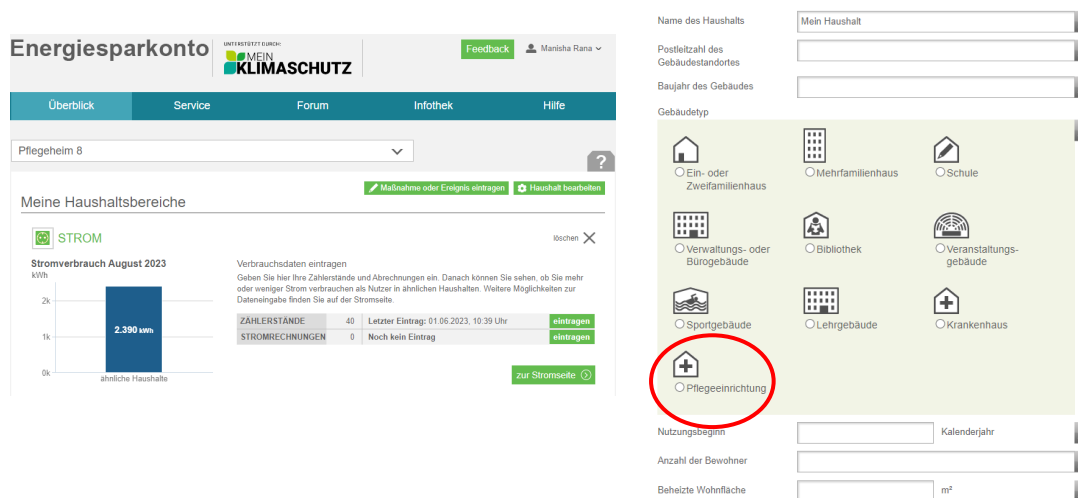 Energiesparkonto
UNTERSTÜTZT DURCH:
MEIN
KLIMASCHUTZ
Feedback
Manisha Rana
Überblick Service Forum Infothek Hilfe
Pflegeheim 8
?
Maßnahme oder Ereignis eintragen Haushalt bearbeiten
Meine Haushaltsbereiche
STROM
löschen
Stromverbrauch August 2023
kWh
2k
1k
0k
2.390 kWh
ähnliche Haushalte
Verbrauchsdaten eintragen
Geben Sie hier Ihre Zählerstände und Abrechnungen ein. Danach können Sie sehen, ob Sie mehr
oder weniger Strom verbrauchen als Nutzer in ähnlichen Haushalten. Weitere Möglichkeiten zur
Dateneingabe finden Sie auf der Stromseite.
ZÄHLERSTÄNDE 40 Letzter Eintrag: 01.06.2023, 10:39 Uhr eintragen
STROMRECHNUNGEN 0 Noch kein Eintrag eintragen
zur Stromseite
Name des Haushalts Mein Haushalt
Postleitzahl des
Gebäudestandortes
Baujahr des Gebäudes
Gebäudetyp
Ein- oder
Zweifamilienhaus
Mehrfamilienhaus
Schule
Verwaltungs- oder
Bürogebäude
Bibliothek
Veranstaltungs-
gebäude
Sportgebäude
Lehrgebäude
Krankenhaus
Pflegeeinrichtung
Nutzungsbeginn Kalenderjahr
Anzahl der Bewohner
Beheizte Wohnfläche m²